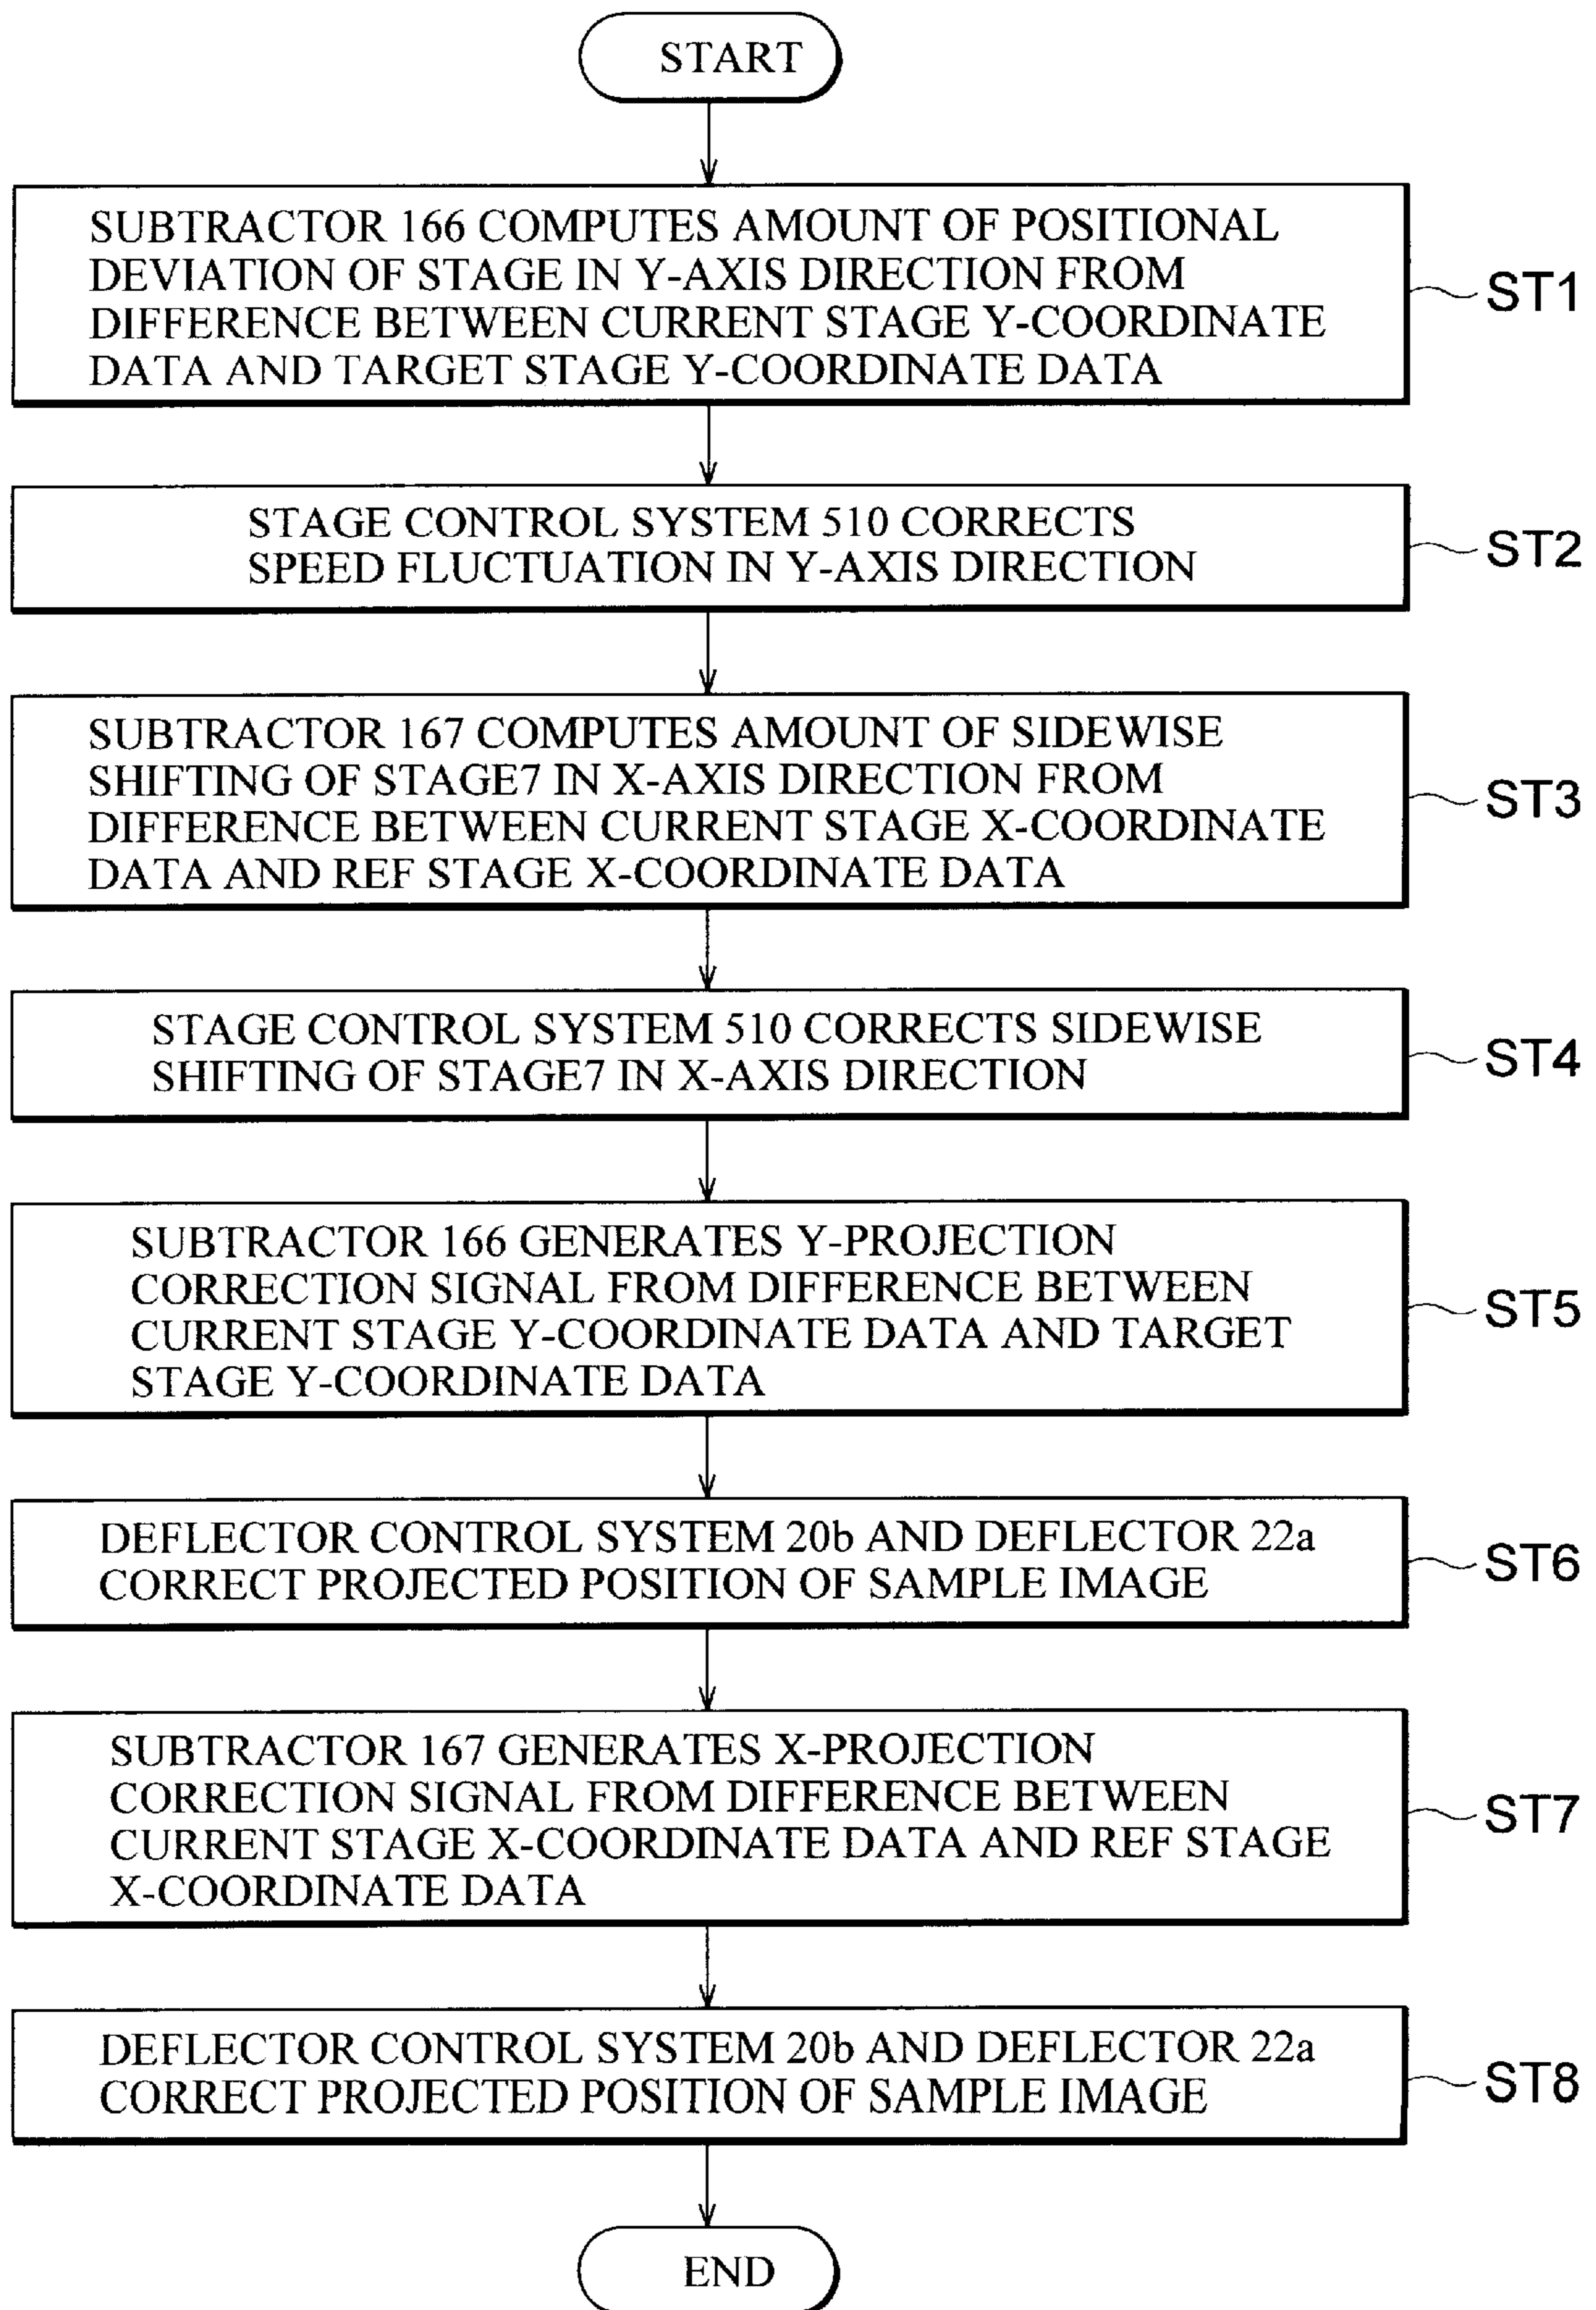 START
SUBTRACTOR 166 COMPUTES AMOUNT OF POSITIONAL
DEVIATION OF STAGE IN Y-AXIS DIRECTION FROM
DIFFERENCE BETWEEN CURRENT STAGE Y-COORDINATE
DATA AND TARGET STAGE Y-COORDINATE DATA
ST1
STAGE CONTROL SYSTEM 510 CORRECTS
SPEED FLUCTUATION IN Y-AXIS DIRECTION
ST2
SUBTRACTOR 167 COMPUTES AMOUNT OF SIDEWISE
SHIFTING OF STAGE7 IN X-AXIS DIRECTION FROM
DIFFERENCE BETWEEN CURRENT STAGE X-COORDINATE
DATA AND REF STAGE X-COORDINATE DATA
ST3
STAGE CONTROL SYSTEM 510 CORRECTS SIDEWISE
SHIFTING OF STAGE7 IN X-AXIS DIRECTION
ST4
SUBTRACTOR 166 GENERATES Y-PROJECTION
CORRECTION SIGNAL FROM DIFFERENCE BETWEEN
CURRENT STAGE Y-COORDINATE DATA AND TARGET
STAGE Y-COORDINATE DATA
ST5
DEFLECTOR CONTROL SYSTEM 20b AND DEFLECTOR 22a
CORRECT PROJECTED POSITION OF SAMPLE IMAGE
ST6
SUBTRACTOR 167 GENERATES X-PROJECTION
CORRECTION SIGNAL FROM DIFFERENCE BETWEEN
CURRENT STAGE X-COORDINATE DATA AND REF STAGE
X-COORDINATE DATA
ST7
DEFLECTOR CONTROL SYSTEM 20b AND DEFLECTOR 22a
CORRECT PROJECTED POSITION OF SAMPLE IMAGE
ST8
END